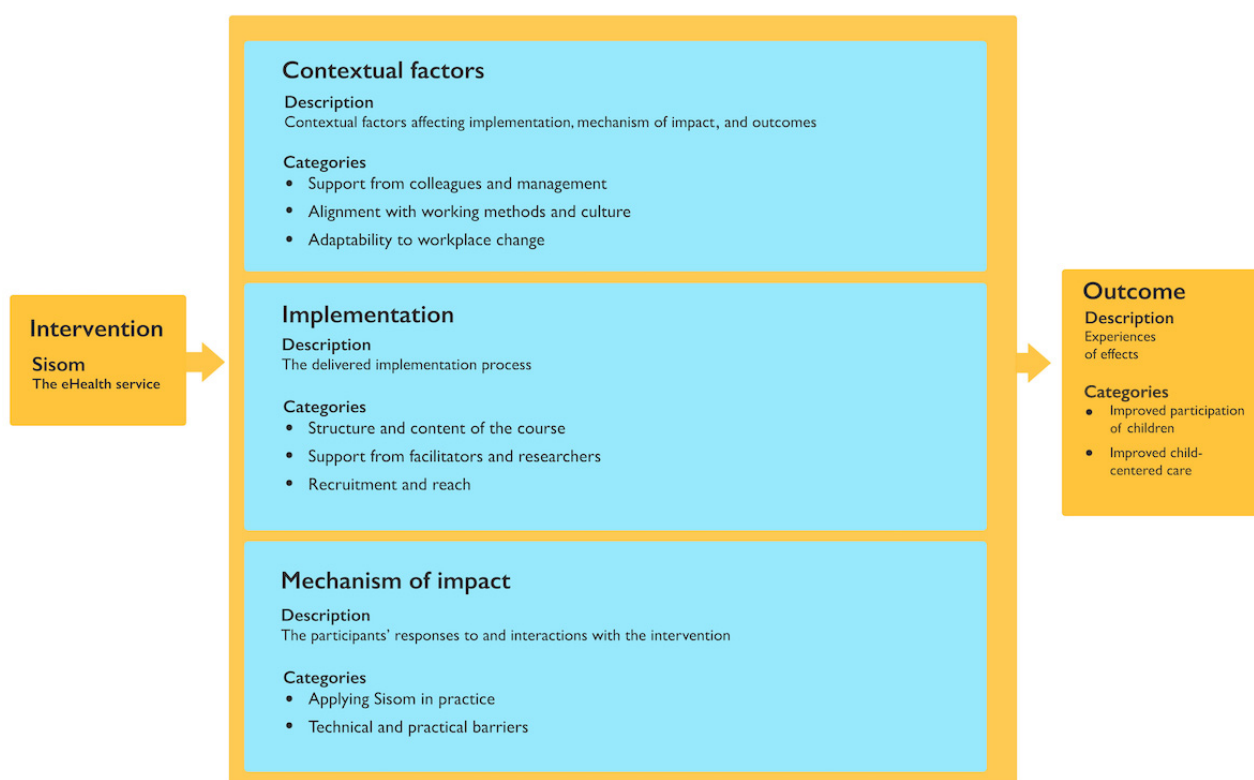 Intervention
Sisom
The eHealth service
Contextual factors
Description
Contextual factors affecting implementation, mechanism of impact, and outcomes
Categories
• Support from colleagues and management
• Alignment with working methods and culture
• Adaptability to workplace change
Implementation
Description
The delivered implementation process
Categories
• Structure and content of the course
• Support from facilitators and researchers
• Recruitment and reach
Mechanism of impact
Description
The participants’ responses to and interactions with the intervention
Categories
• Applying Sisom in practice
• Technical and practical barriers
Outcome
Description
Experiences
of effects
Categories
• Improved participation
of children
• Improved child-
centered care